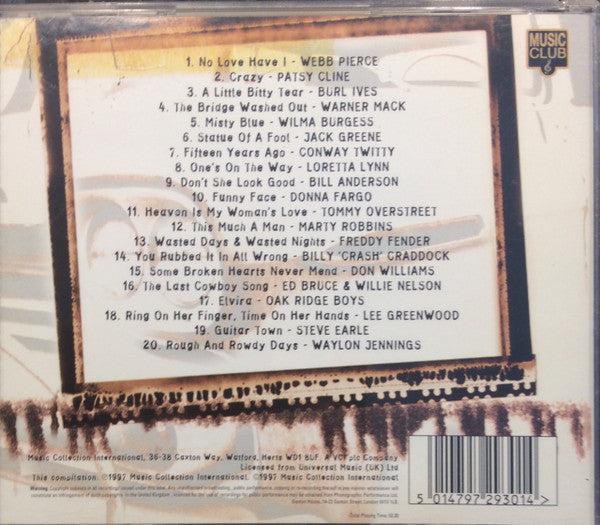 MUSIC
CLUB
1. No Love Have I - WEBB PIERCE
2. Crazy - PATSY CLINE
3. A Little Bitty Tear - BURL IVES
4. The Bridge Washed Out - WARNER MACK
5. Misty Blue - WILMA BURGESS
6. Statue Of A Fool - JACK GREENE
7. Fifteen Years Ago - CONWAY TWITTY
8. One's On The Way - LORETTA LYNN
9. Don't She Look Good - BILL ANDERSON
10. Funny Face - DONNA FARGO
11. Heaven Is My Woman's Love - TOMMY OVERSTREET
12. This Much A Man - MARTY ROBBINS
13. Wasted Days & Wasted Nights - FREDDY FENDER
14. You Rubbed It In All Wrong - BILLY 'CRASH' CRADDOCK
15. Some Broken Hearts Never Mend - DON WILLIAMS
16. The Last Cowboy Song - ED BRUCE & WILLIE NELSON
17. Elvira - OAK RIDGE BOYS
18. Ring On Her Finger, Time On Her Hands - LEE GREENWOOD
19. Guitar Town - STEVE EARLE
20. Rough And Rowdy Days - WAYLON JENNINGS
Music Collection International, 36-38 Caxton Way, Watford, Herts WD1 8UF. A VCI plc Company
Licensed from Universal Music (UK) Ltd
This compilation: ©1997 Music Collection International. ℗1997 Music Collection International.
5 014797 293014 >